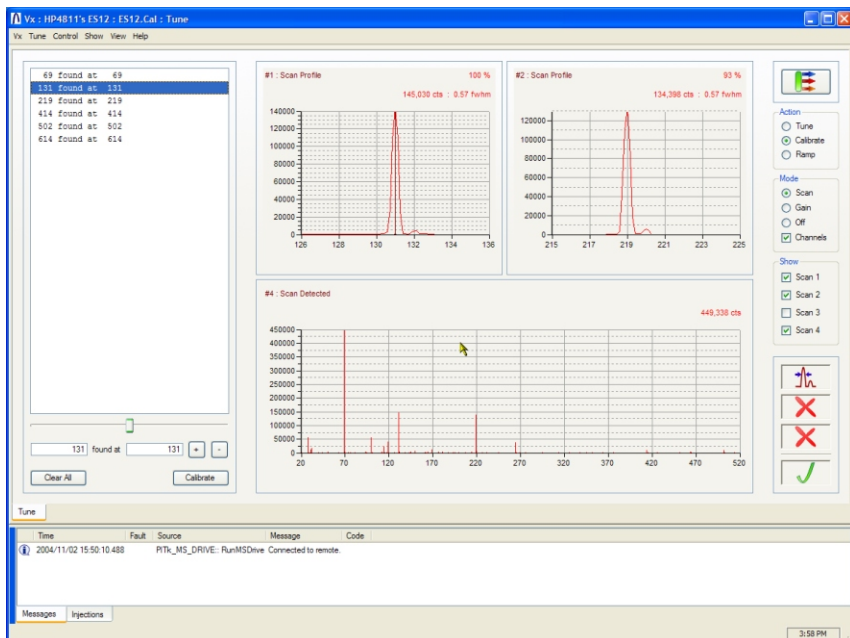 Vx : HP4811's ES12 : ES12.Cal : Tune
Vx Tune Control Show View Help
69 found at 69
131 found at 131
219 found at 219
414 found at 414
502 found at 502
614 found at 614
131 found at 131 + -
Clear All Calibrate
#1 : Scan Profile 100 %
145,030 cts : 0.57 fwhm
140000
120000
100000
80000
60000
40000
20000
0
126 128 130 132 134 136
#2 : Scan Profile 93 %
134,398 cts : 0.57 fwhm
120000
100000
80000
60000
40000
20000
0
215 217 219 221 223 225
#4 : Scan Detected
449,338 cts
450000
400000
350000
300000
250000
200000
150000
100000
50000
0
20 70 120 170 220 270 320 370 420 470 520
Action
Tune
Calibrate
Ramp
Mode
Scan
Gain
Off
Channels
Show
Scan 1
Scan 2
Scan 3
Scan 4
Tune
Time Fault Source Message Code
2004/11/02 15:50:10.488 PITk_MS_DRIVE:: RunMSDrive Connected to remote.
Messages Injections
3:58 PM